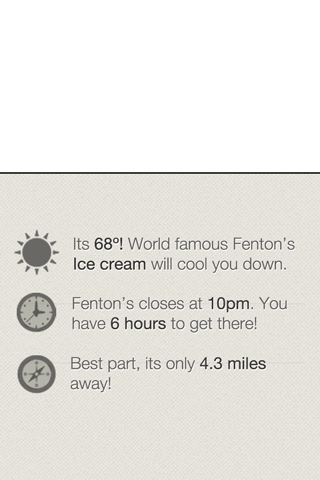 Its 68º! World famous Fenton’s
Ice cream will cool you down.
Fenton’s closes at 10pm. You
have 6 hours to get there!
Best part, its only 4.3 miles
away!